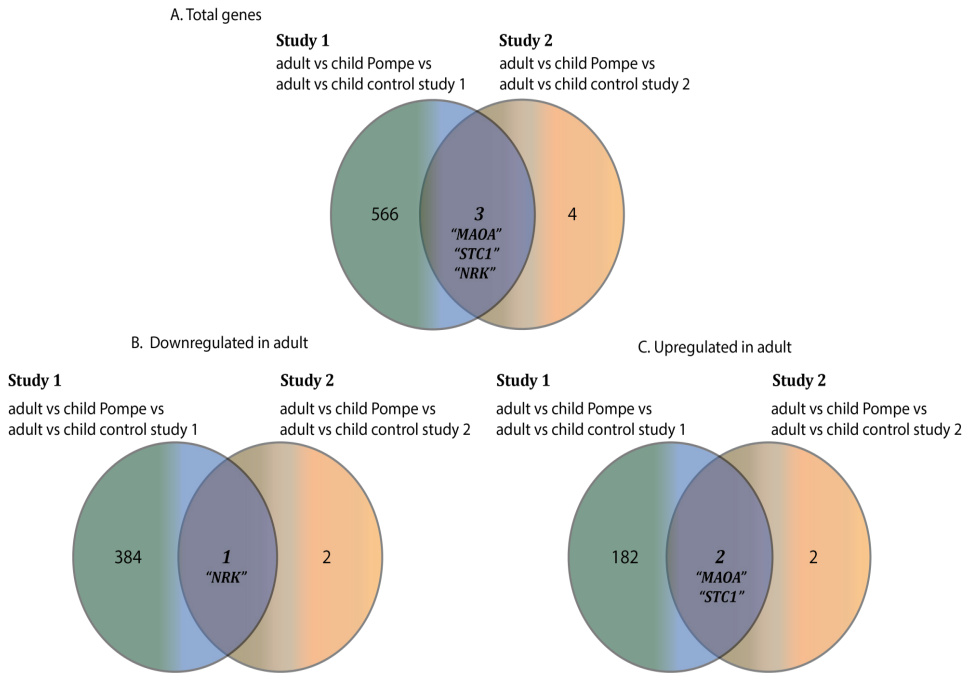 A. Total genes
Study 1
adult vs child Pompe vs
adult vs child control study 1
Study 2
adult vs child Pompe vs
adult vs child control study 2
566
3
“MAOA”
“STC1”
“NRK”
4
B. Downregulated in adult
Study 1
adult vs child Pompe vs
adult vs child control study 1
Study 2
adult vs child Pompe vs
adult vs child control study 2
384
1
“NRK”
2
C. Upregulated in adult
Study 1
adult vs child Pompe vs
adult vs child control study 1
Study 2
adult vs child Pompe vs
adult vs child control study 2
182
2
“MAOA”
“STC1”
2